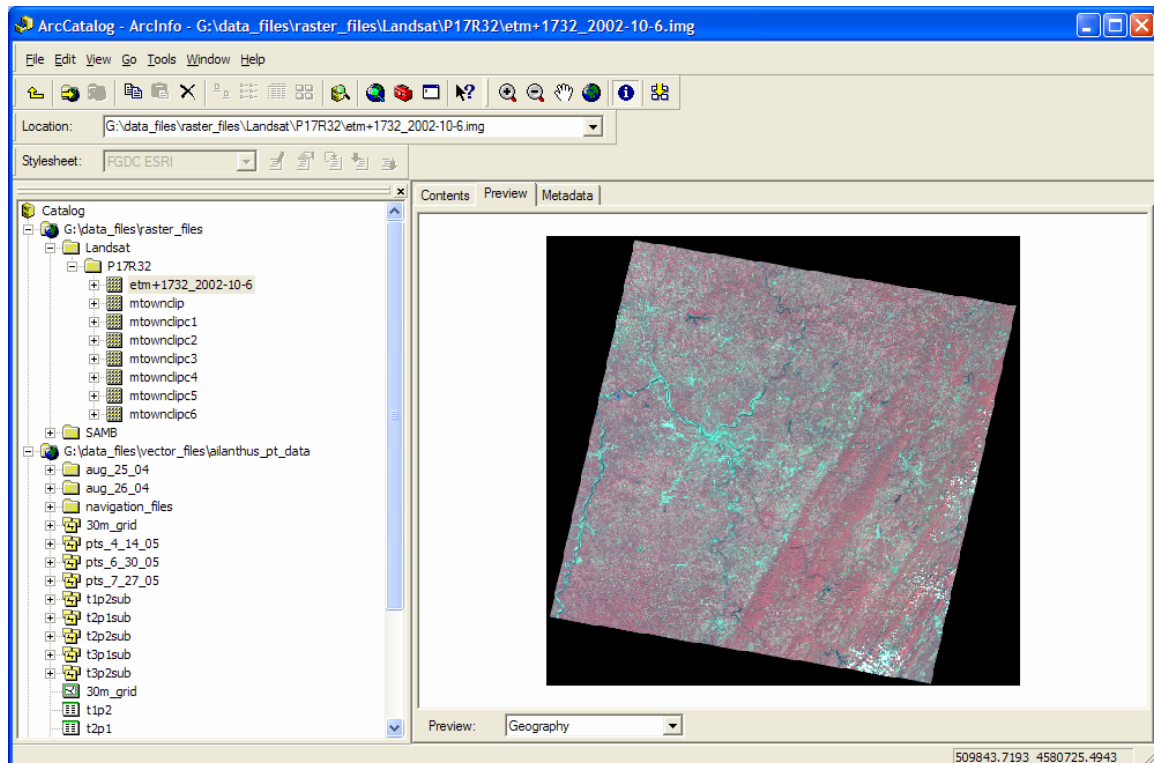 ArcCatalog - ArcInfo - G:\data_files\raster_files\Landsat\P17R32\etm+1732_2002-10-6.img
File Edit View Go Tools Window Help
Location: G:\data_files\raster_files\Landsat\P17R32\etm+1732_2002-10-6.img
Stylesheet: FGDC ESRI
Contents Preview Metadata
Catalog
G:\data_files\raster_files
Landsat
P17R32
etm+1732_2002-10-6
mtownclip
mtownclipc1
mtownclipc2
mtownclipc3
mtownclipc4
mtownclipc5
mtownclipc6
SAMB
G:\data_files\vector_files\ailanthus_pt_data
aug_25_04
aug_26_04
navigation_files
30m_grid
pts_4_14_05
pts_6_30_05
pts_7_27_05
t1p2sub
t2p1sub
t2p2sub
t3p1sub
t3p2sub
30m_grid
t1p2
t2p1
Preview: Geography
509843.7193 4580725.4943